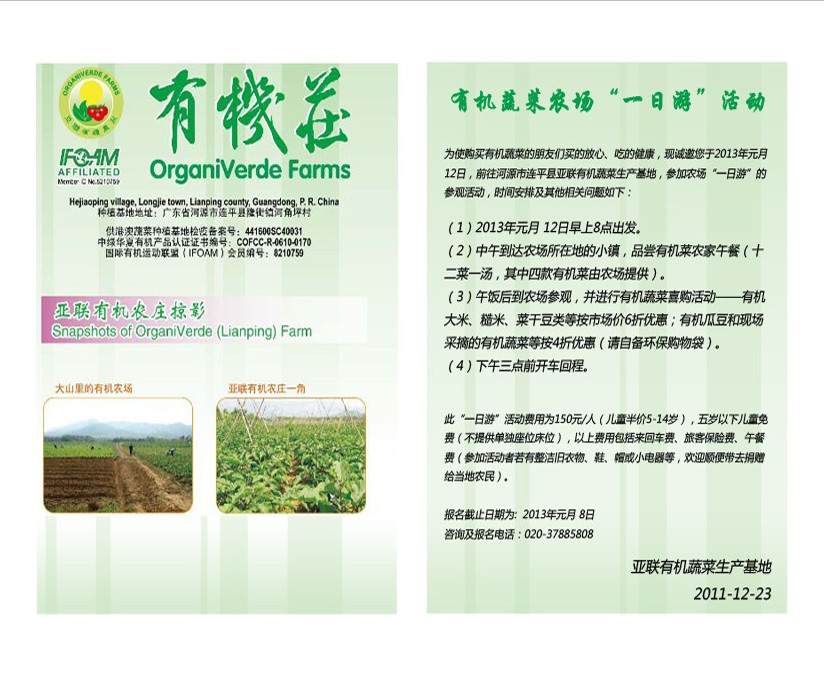 ORGANIVERDE FARMS
有機莊
IFOAM
AFFILIATED
Member ID No.8210759
OrganiVerde Farms
Hejiaoping village, Longjie town, Lianping county, Guangdong, P. R. China
种植基地地址：广东省河源市连平县隆街镇河角坪村
供港澳蔬菜种植基地检疫备案号：441600SC40031
中绿华夏有机产品认证证书编号：COFCC-R-0610-0170
国际有机运动联盟（IFOAM）会员编号：8210759
亚联有机农庄掠影
Snapshots of OrganiVerde (Lianping) Farm
大山里的有机农场
亚联有机农庄一角
有机蔬菜农场“一日游”活动
为使购买有机蔬菜的朋友们买的放心、吃的健康，现诚邀您于2013年元月
12日，前往河源市连平县亚联有机蔬菜生产基地，参加农场“一日游”的
参观活动，时间安排及其他相关问题如下：
（1）2013年元月 12日早上8点出发。
（2）中午到达农场所在地的小镇，品尝有机菜农家午餐（十
二菜一汤，其中四款有机菜由农场提供）。
（3）午饭后到农场参观，并进行有机蔬菜喜购活动——有机
大米、糙米、菜干豆类等按市场价6折优惠；有机瓜豆和现场
采摘的有机蔬菜等按4折优惠（请自备环保购物袋）。
（4）下午三点前开车回程。
此“一日游”活动费用为150元/人（儿童半价5-14岁），五岁以下儿童免
费（不提供单独座位床位），以上费用包括来回车费、旅客保险费、午餐
费（参加活动者若有整洁旧衣物、鞋、帽或小电器等，欢迎顺便带去捐赠
给当地农民）。
报名截止日期为：2013年元月 8日
咨询及报名电话：020-37885808
亚联有机蔬菜生产基地
2011-12-23